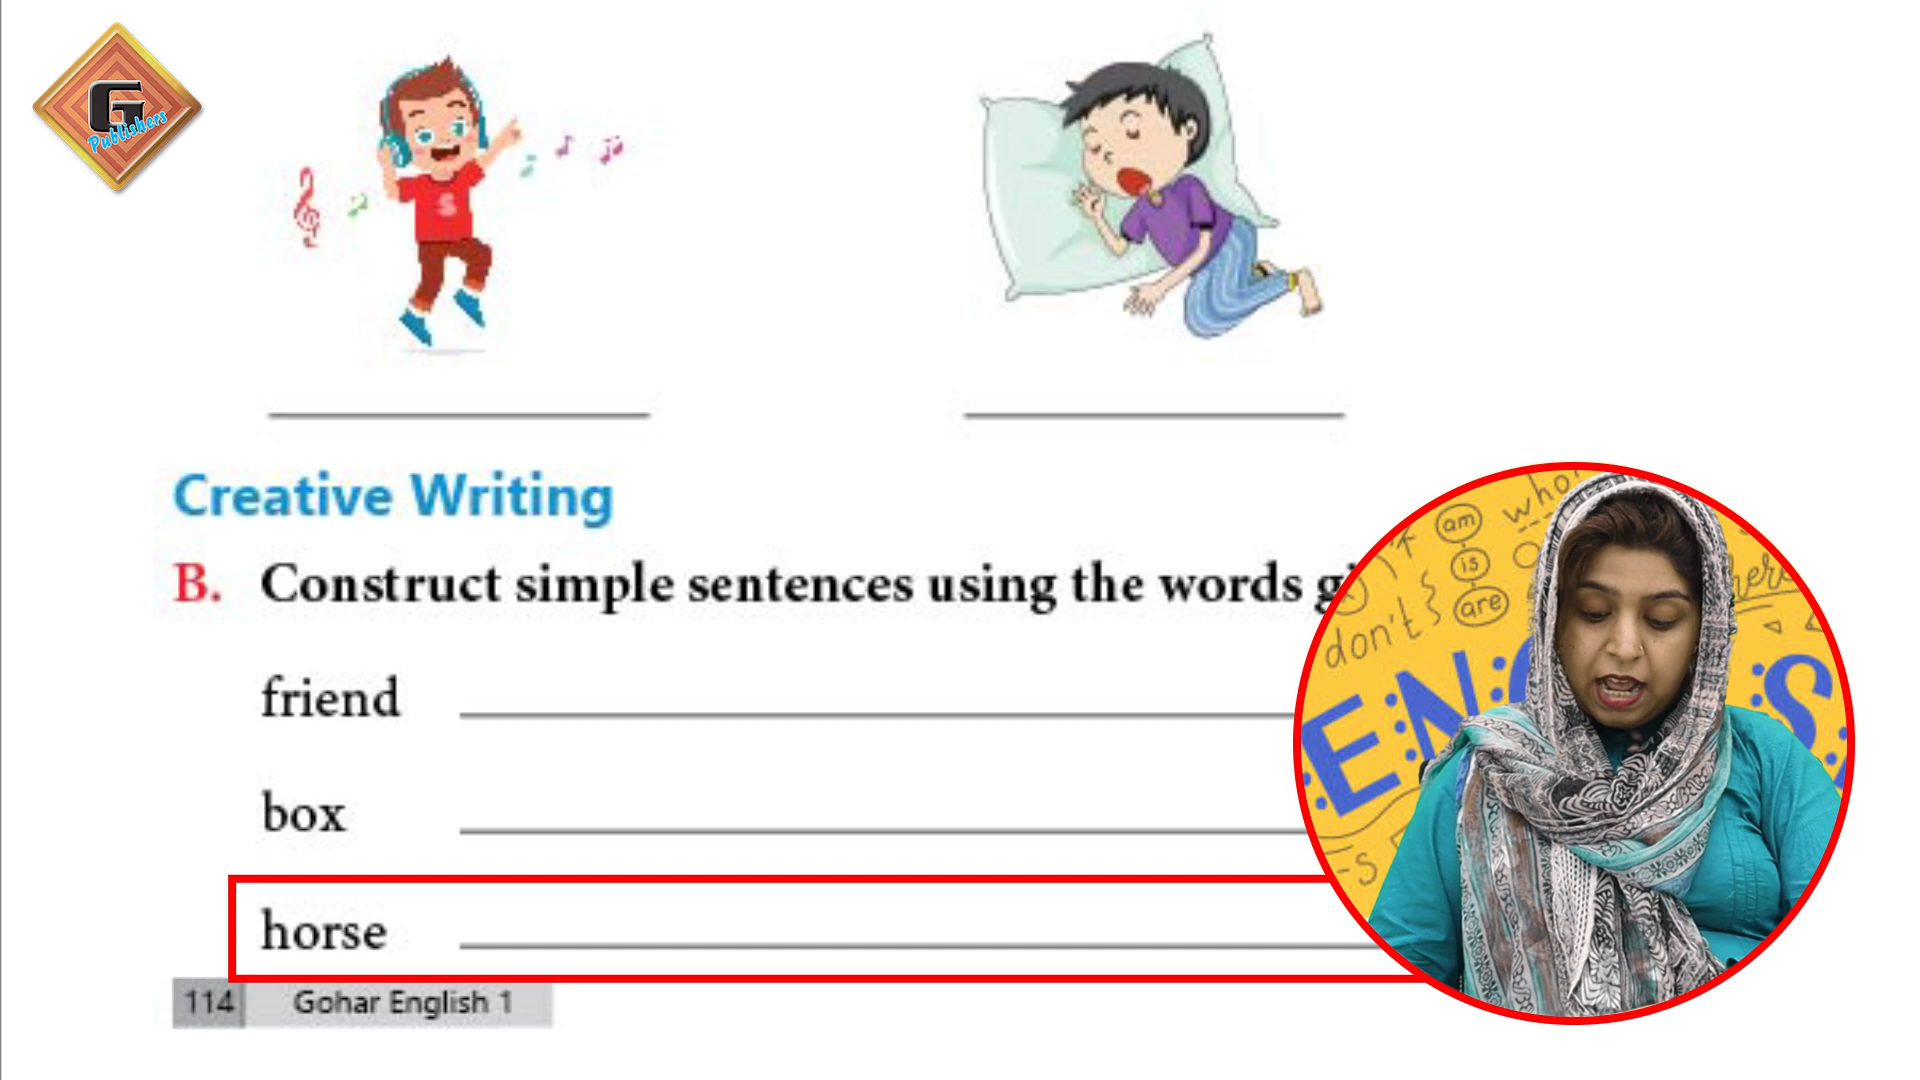 G
Publishers
S
Creative Writing
B. Construct simple sentences using the words
friend
box
horse
114 Gohar English 1
am
is
are
don't